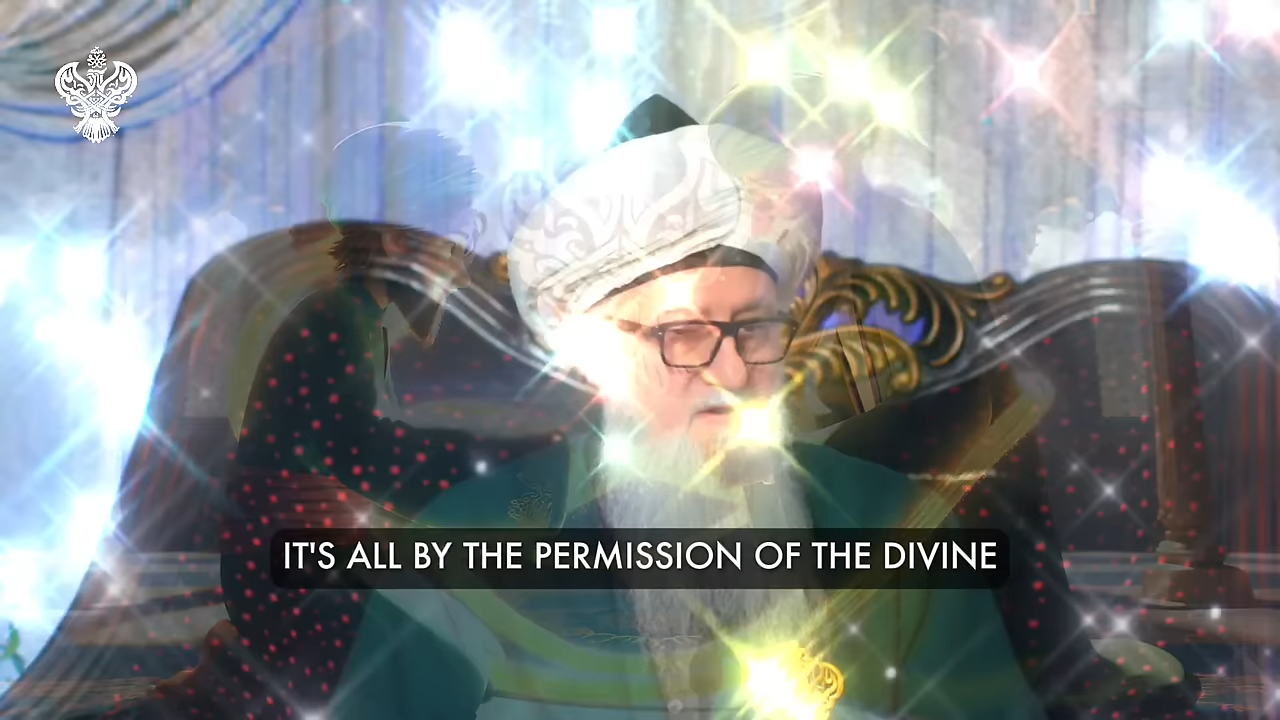 IT'S ALL BY THE PERMISSION OF THE DIVINE